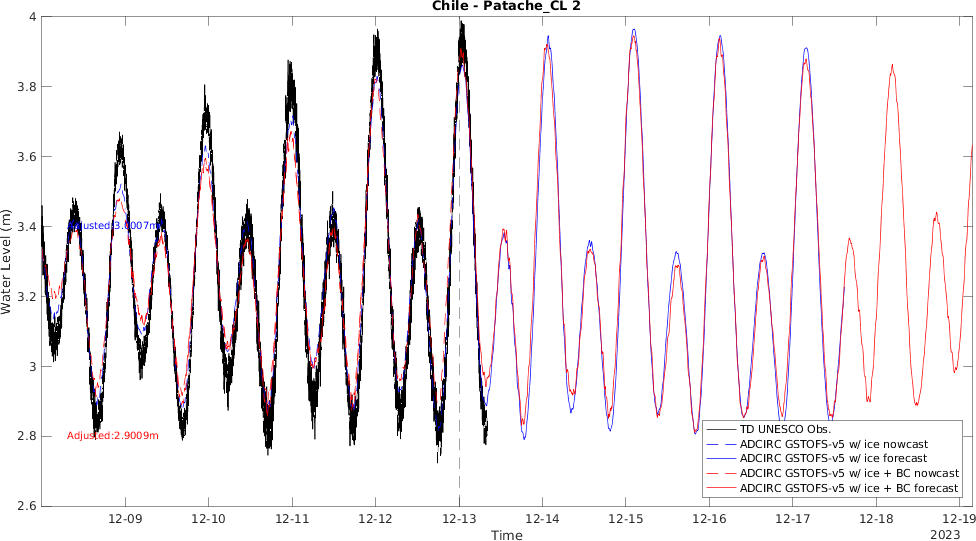 Chile - Patache_CL 2
Water Level (m)
4
3.8
3.6
3.4
3.2
3
2.8
2.6
Adjusted:2.9009m
TD UNESCO Obs.
ADCIRC GSTOFS-v5 w/ ice nowcast
ADCIRC GSTOFS-v5 w/ ice forecast
ADCIRC GSTOFS-v5 w/ ice + BC nowcast
ADCIRC GSTOFS-v5 w/ ice + BC forecast
12-09 12-10 12-11 12-12 12-13 12-14 12-15 12-16 12-17 12-18 12-19
Time
2023